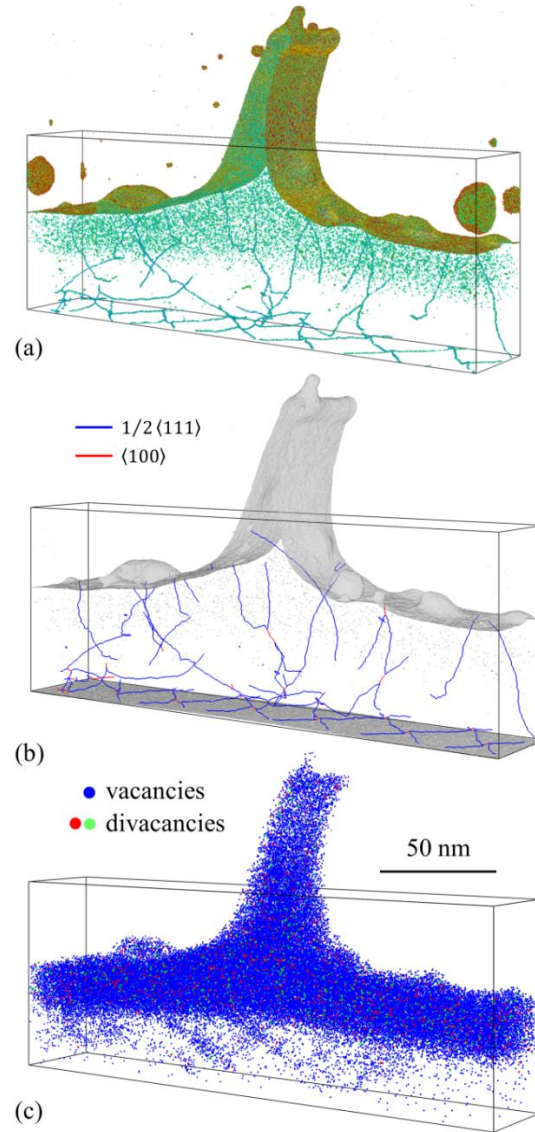 (a)
1/2⟨111⟩
⟨100⟩
(b)
vacancies
divacancies
50 nm
(c)